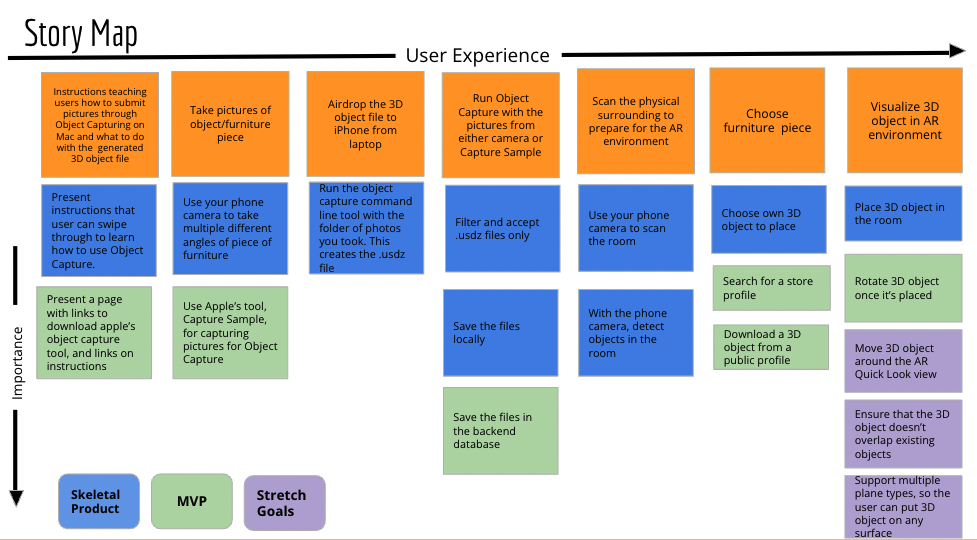 Story Map
User Experience
Instructions teaching
users how to submit
pictures through
Object Capturing on
Mac and what to do
with the generated
3D object file
Take pictures of
object/furniture
piece
Airdrop the 3D
object file to
iPhone from
laptop
Run Object
Capture with the
pictures from
either camera or
Capture Sample
Scan the physical
surrounding to
prepare for the AR
environment
Choose
furniture piece
Visualize 3D
object in AR
environment
Present
instructions that
user can swipe
through to learn
how to use Object
Capture.
Use your phone
camera to take
multiple different
angles of piece of
furniture
Run the object
capture command
line tool with the
folder of photos
you took. This
creates the .usdz
file
Filter and accept
.usdz files only
Use your phone
camera to scan
the room
Choose own 3D
object to place
Place 3D object in
the room
Present a page
with links to
download apple's
object capture
tool, and links on
instructions
Use Apple's tool,
Capture Sample,
for capturing
pictures for Object
Capture
Save the files
locally
With the phone
camera, detect
objects in the
room
Search for a store
profile
Download a 3D
object from a
public profile
Rotate 3D object
once it's placed
Move 3D object
around the AR
Quick Look view
Save the files in
the backend
database
Ensure that the 3D
object doesn't
overlap existing
objects
Support multiple
plane types, so the
user can put 3D
object on any
surface
Importance
Skeletal
Product
MVP
Stretch
Goals